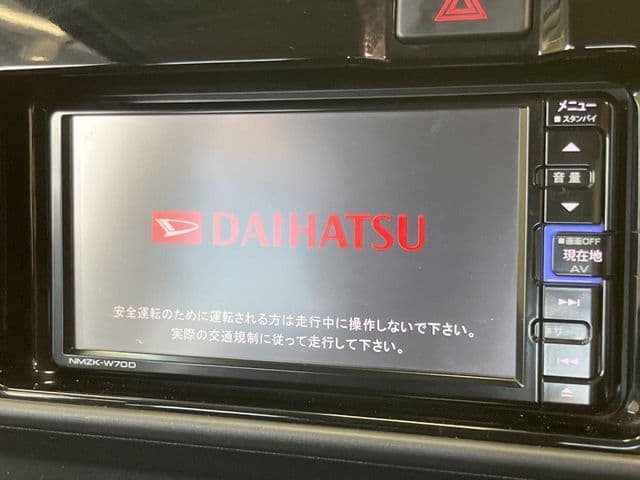 メニュー
■スタンバイ
音量
■画面OFF
現在地
AV
DAIHATSU
安全運転のために運転される方は走行中に操作しないで下さい。
実際の交通規制に従って走行して下さい。
NMZK-W70D